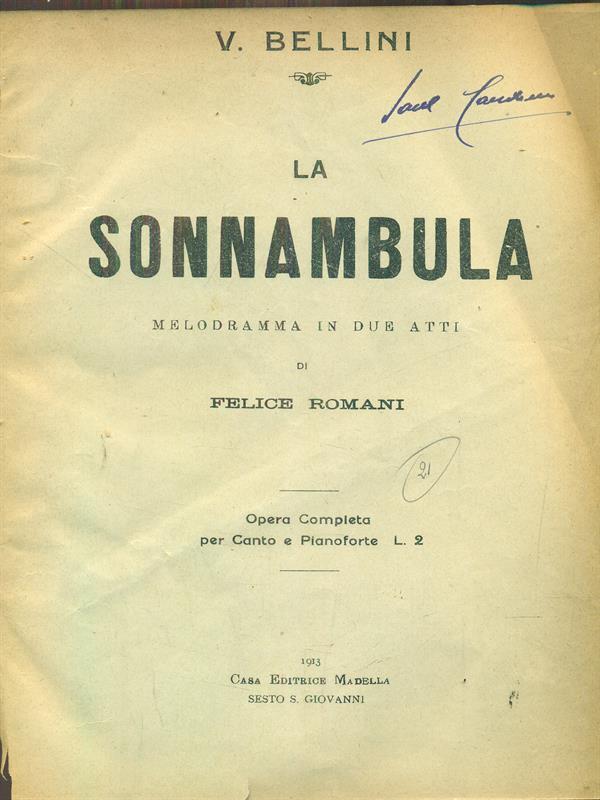 V. BELLINI
LA
SONNAMBULA
MELODRAMMA IN DUE ATTI
DI
FELICE ROMANI
21
Opera Completa
per Canto e Pianoforte L. 2
1913
CASA EDITRICE MADELLA
SESTO S. GIOVANNI